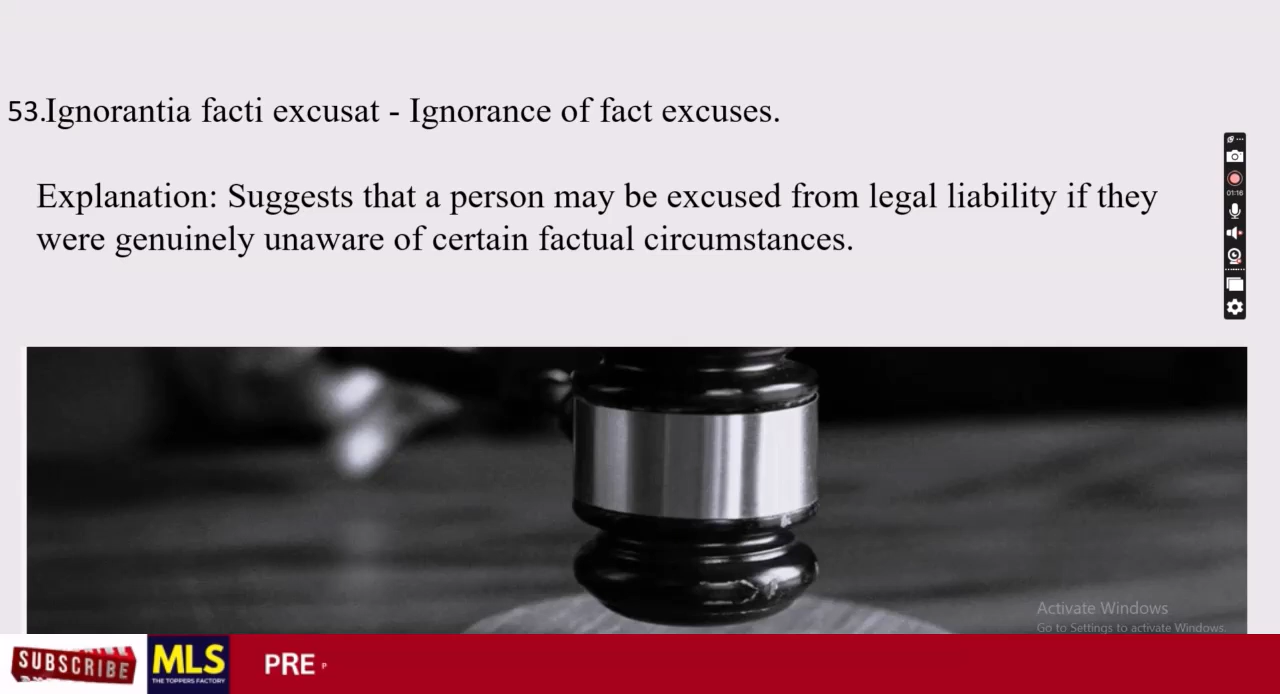 53.Ignorantia facti excusat - Ignorance of fact excuses.
Explanation: Suggests that a person may be excused from legal liability if they
were genuinely unaware of certain factual circumstances.
01:16
Activate Windows
Go to Settings to activate Windows.
SUBSCRIBE
MLS
THE TOPPERS FACTORY
PRE P